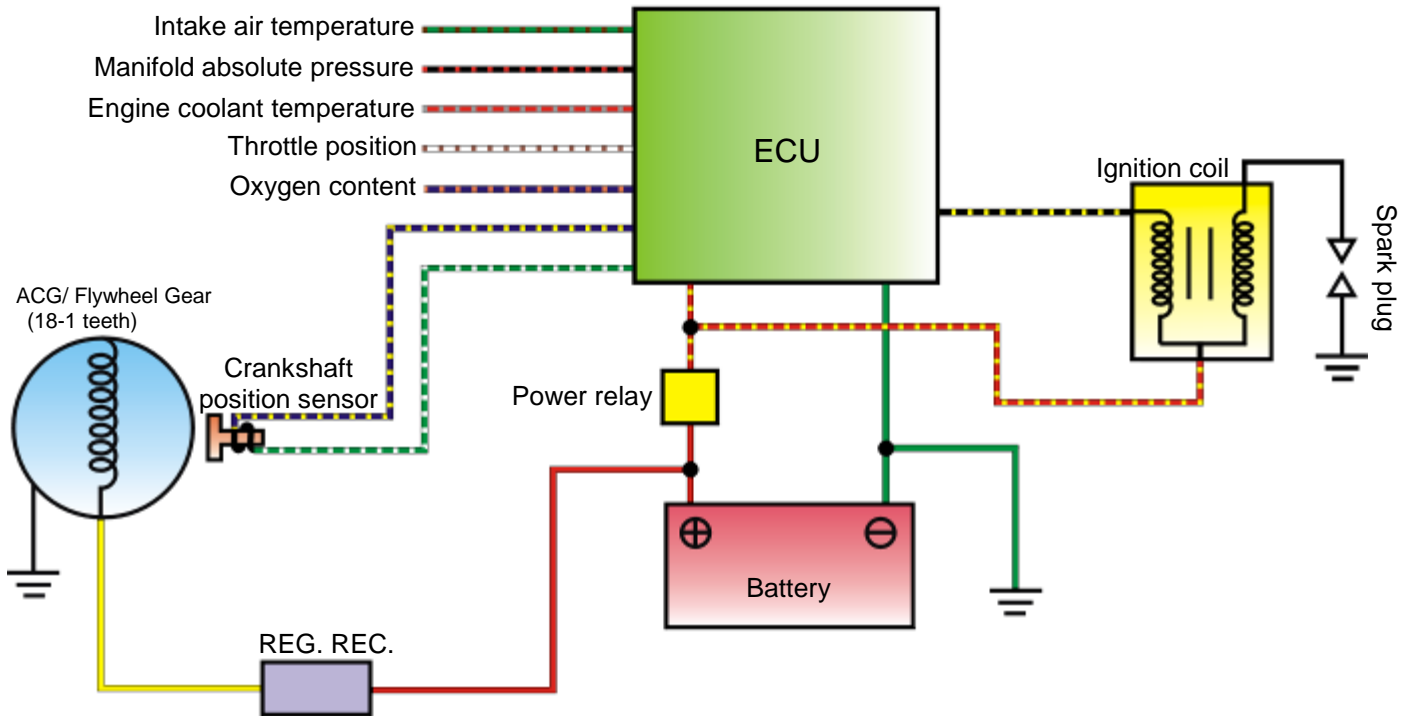 Intake air temperature
Manifold absolute pressure
Engine coolant temperature
Throttle position
Oxygen content
ECU
Ignition coil
Spark plug
ACG/ Flywheel Gear
(18-1 teeth)
Crankshaft
position sensor
Power relay
Battery
REG. REC.